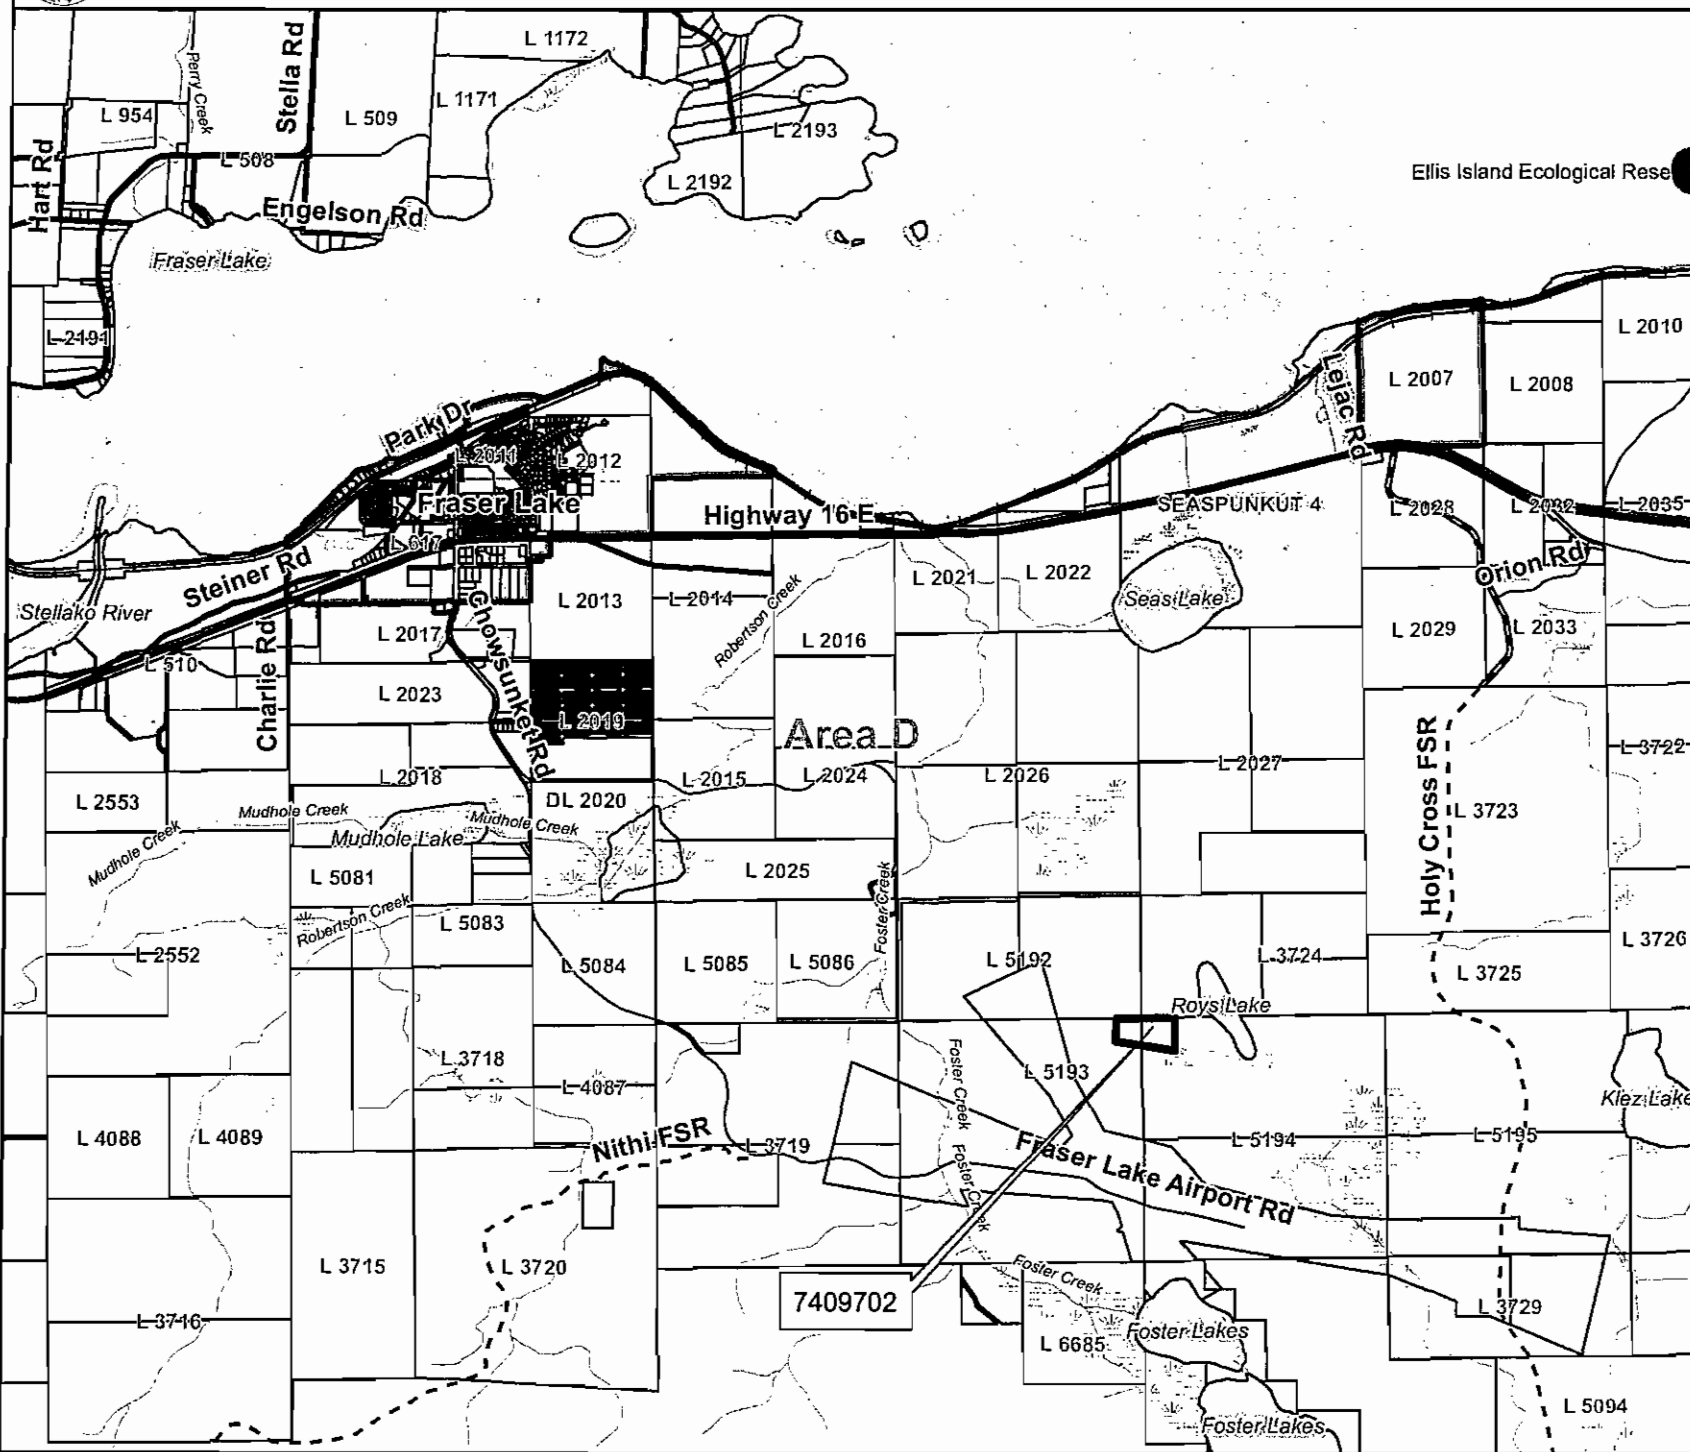 L 1172
Stella Rd
Perry Creek
L 954
L 509
L 1171
L 2193
Hart Rd
L 508
L 2192
Ellis Island Ecological Rese
Engelson Rd
Fraser Lake
L 2191
L 2010
Lejac Rd
L 2007
L 2008
Park Dr
L 2011
L 2012
Fraser Lake
Highway 16 E
SEASPUNKUT 4
L 2028
L 2032
L 2035
L 617
Steiner Rd
Orion Rd
Stellako River
Chowsunket Rd
L 2013
L 2014
Robertson Creek
L 2021
L 2022
Seas Lake
L 2017
L 2016
L 2029
L 2033
L 510
Charlie Rd
L 2023
L 2019
Area D
Holy Cross FSR
L 3722
L 2018
L 2015
L 2024
L 2026
L 2027
L 2553
DL 2020
L 3723
Mudhole Creek
Mudhole Creek
Mudhole Creek
Mudhole Lake
L 5081
L 2025
Foster Creek
Robertson Creek
L 5083
L 2552
L 5084
L 5085
L 5086
L 5192
L 3724
L 3725
L 3726
Roys Lake
L 3718
L 4087
Foster Creek
L 5193
Klez Lake
L 4088
L 4089
Nithi FSR
L 3719
Foster Creek
Fraser Lake Airport Rd
L 5194
L 5195
L 3715
L 3720
Foster Creek
7409702
L 3716
L 6685
Foster Lakes
L 3729
Foster Lakes
L 5094